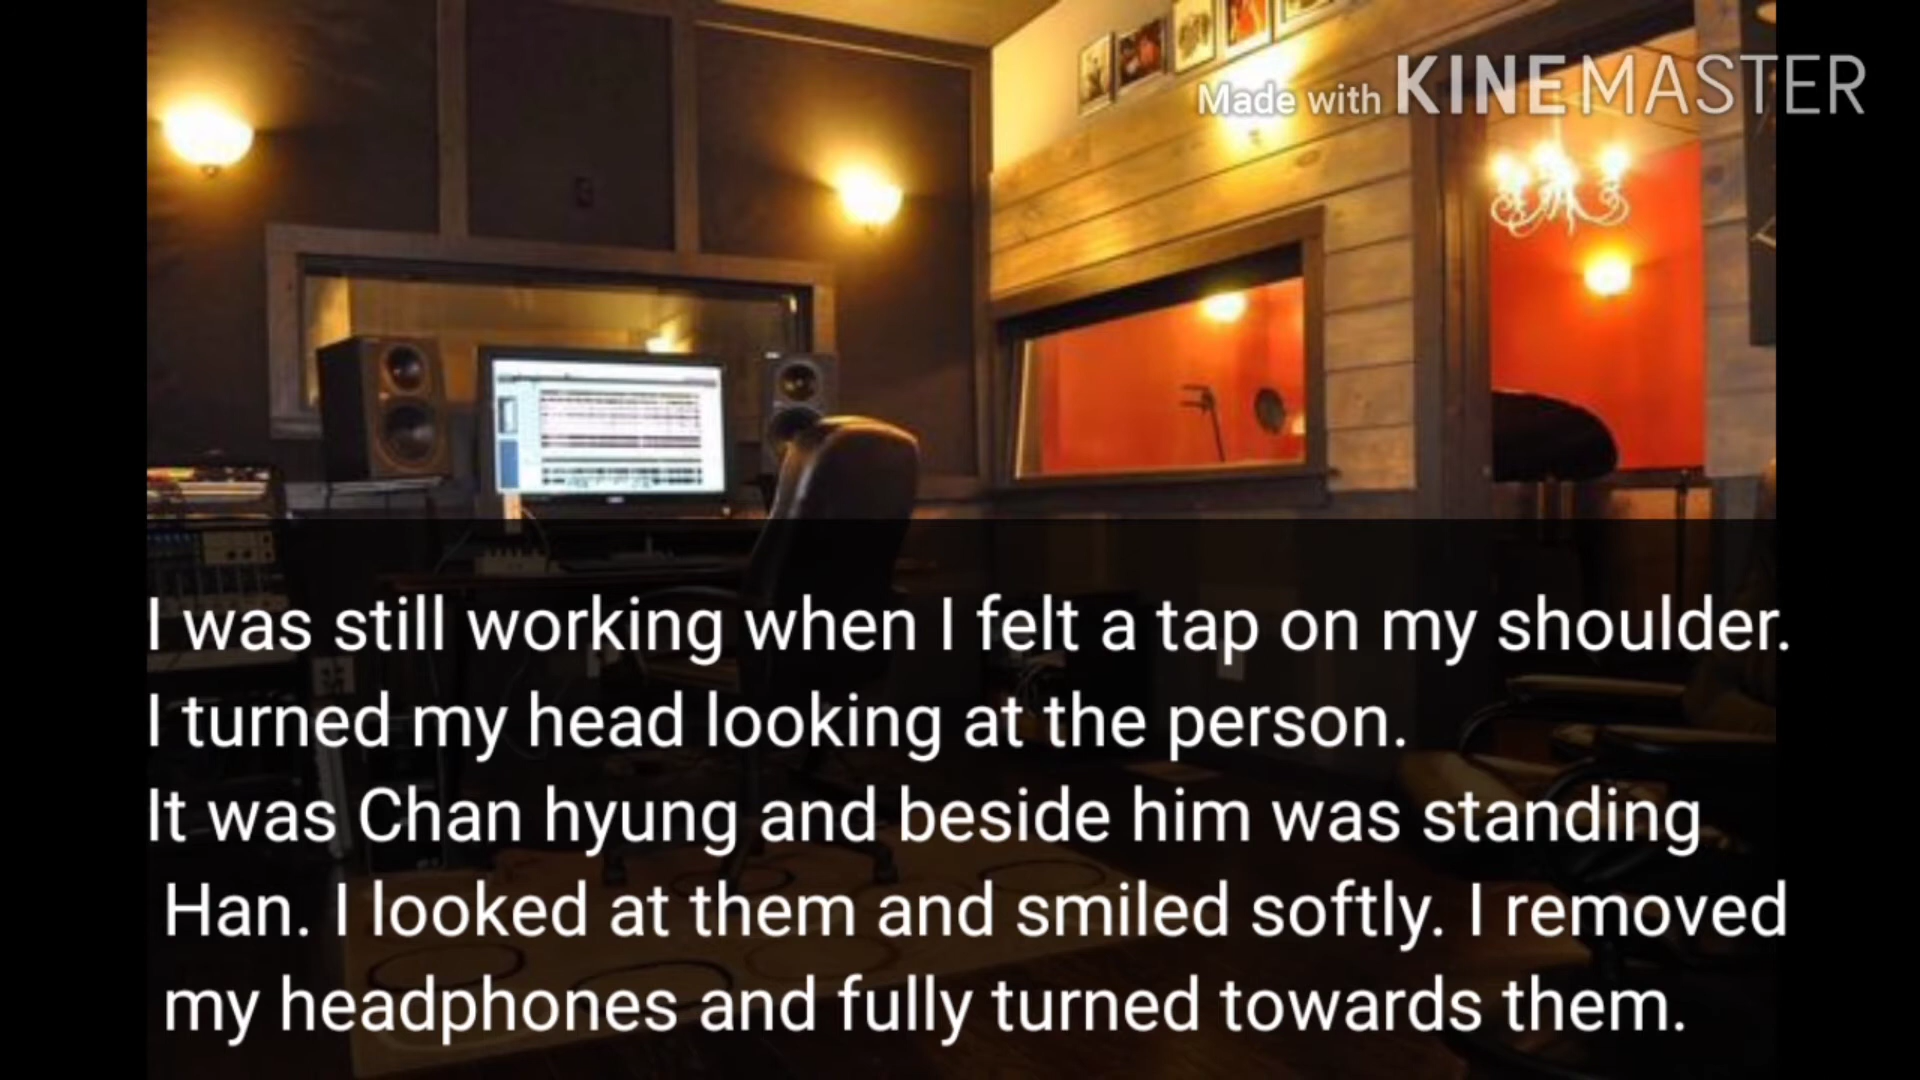 Made with KINEMASTER
I was still working when I felt a tap on my shoulder.
I turned my head looking at the person.
It was Chan hyung and beside him was standing
Han. I looked at them and smiled softly. I removed
my headphones and fully turned towards them.